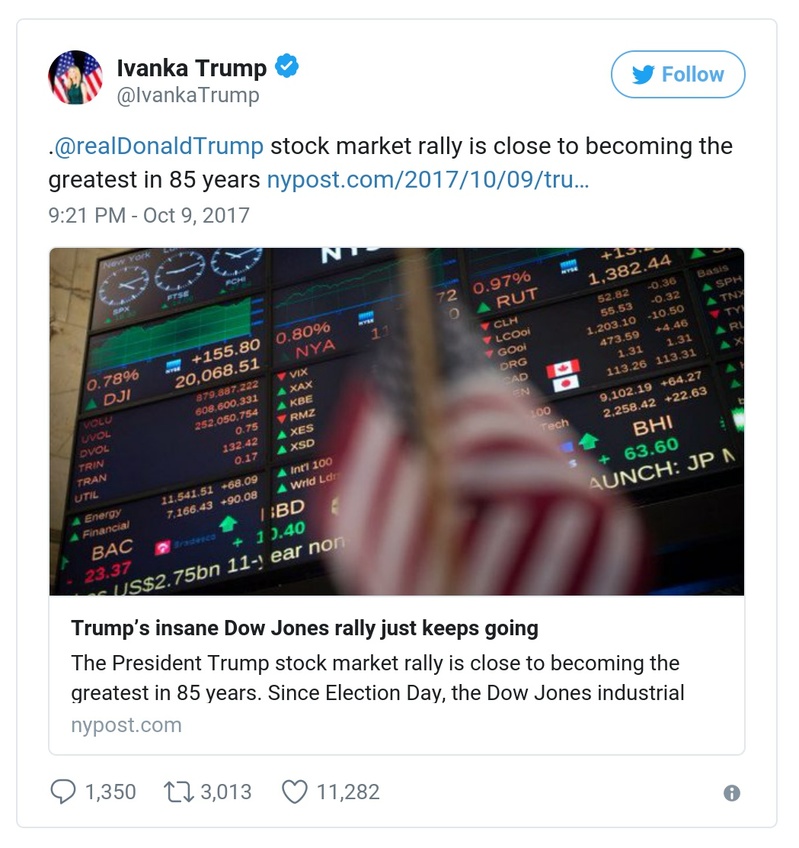 Ivanka Trump
@IvankaTrump
Follow
.@realDonaldTrump stock market rally is close to becoming the
greatest in 85 years nypost.com/2017/10/09/tru…
9:21 PM - Oct 9, 2017
New York
SPX
FTSE
PCHI
0.78%
+155.80
DJI
20,068.51
0.80%
NYA
72
0.97%
RUT
1,382.44
VOLU
879,887,222
UVOL
608,600,331
DVOL
252,050,754
TRIN
0.75
TRAN
132.42
UTIL
0.17
VIX
XAX
KBE
RMZ
XES
XSD
Int'l 100
CLH
52.82 -0.36
LCOol
55.53 -0.32
GOol
1,203.10 -10.50
DRG
473.59 +4.46
1.31 1.31
113.26 113.31
Basis
SPH
TNX
Energy
11,541.51 +68.09
Financial
7,166.43 +90.08
9,102.19 +64.27
2,258.42 +22.63
BAC
Bradesco
- 23.37
BHI
+ 63.60
AUNCH: JP
US$2.75bn 11-year non
Trump’s insane Dow Jones rally just keeps going
The President Trump stock market rally is close to becoming the
greatest in 85 years. Since Election Day, the Dow Jones industrial
nypost.com
1,350 3,013 11,282